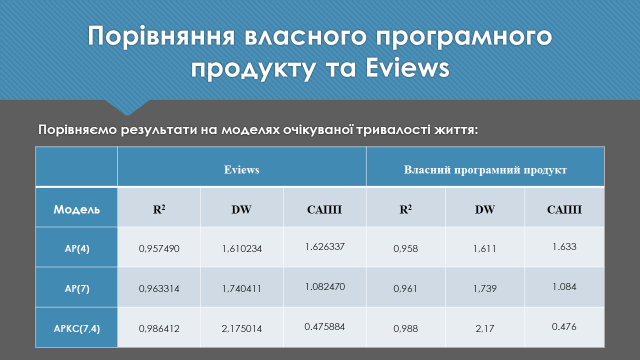 Порівняння власного програмного
продукту та Eviews
Порівняємо результати на моделях очікуваної тривалості життя:
Eviews Власний програмний продукт
Модель R² DW САПП R² DW САПП
АР(4) 0,957490 1,610234 1.626337 0,958 1,611 1.633
АР(7) 0,963314 1,740411 1.082470 0,961 1,739 1.084
АРКС(7,4) 0,986412 2,175014 0.475884 0,988 2,17 0.476